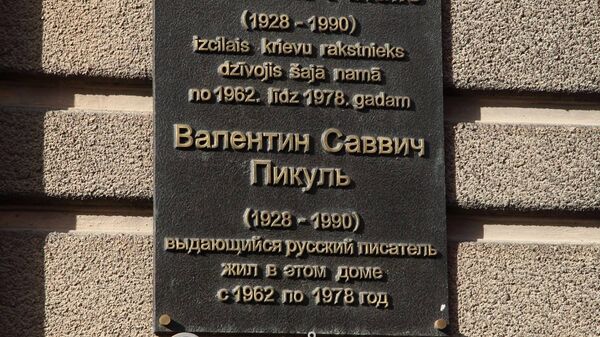 (1928 - 1990)
izcilais krievu rakstnieks
dzīvojis šajā namā
no 1962. līdz 1978. gadam
Валентин Саввич
Пикуль
(1928 - 1990)
выдающийся русский писатель
жил в этом доме
с 1962 по 1978 год